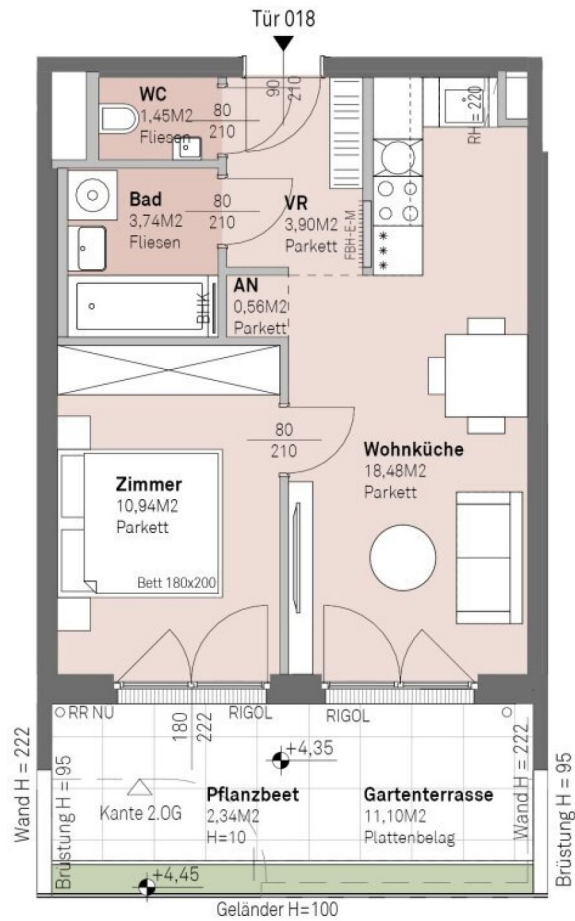 Tür 018
WC
1,45M2
Fliesen
80
210
90
210
RH = 220
Bad
3,74M2
Fliesen
80
210
VR
3,90M2
Parkett
FBH-E-M
AN
0,56M2
Parkett
BHK
80
210
Wohnküche
18,48M2
Parkett
Zimmer
10,94M2
Parkett
Bett 180x200
RR NU
180
222
RIGOL
RIGOL
Wand H = 222
Brüstung H = 95
+4,35
Wand H = 222
Brüstung H = 95
Kante 2.OG
Pflanzbeet
2,34M2
H=10
Gartenterrasse
11,10M2
Plattenbelag
+4,45
Geländer H=100